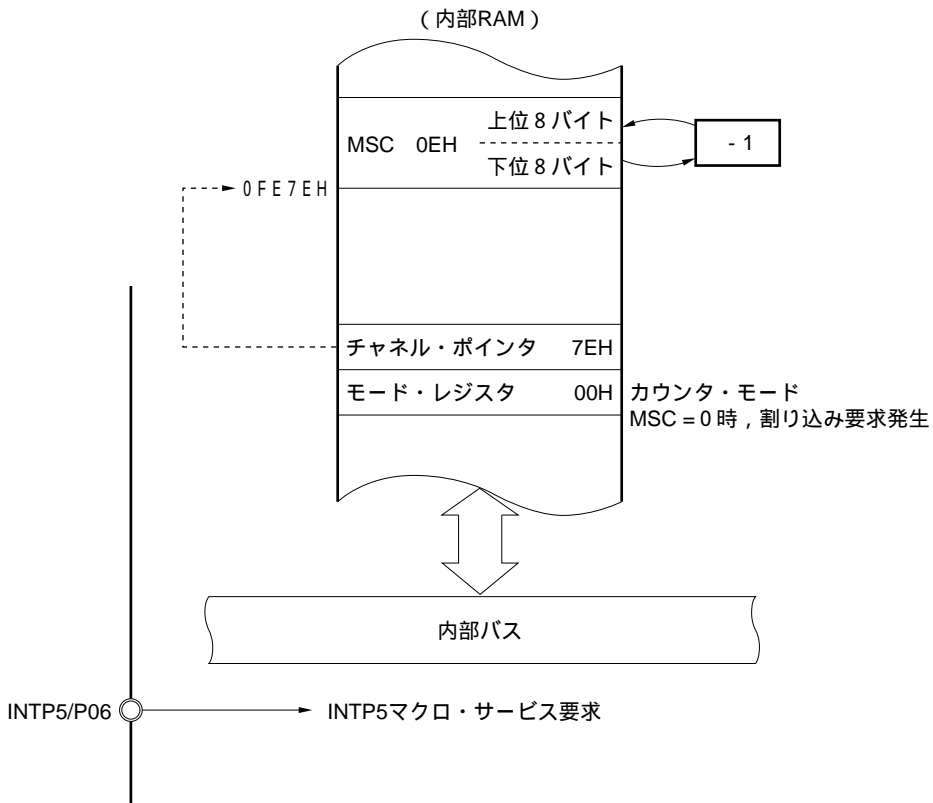 (内部RAM)
上位8バイト
MSC 0EH
下位8バイト
- 1
0FE7EH
チャネル・ポインタ 7EH
モード・レジスタ 00H
カウンタ・モード
MSC = 0 時,割り込み要求発生
内部バス
INTP5/P06
INTP5マクロ・サービス要求